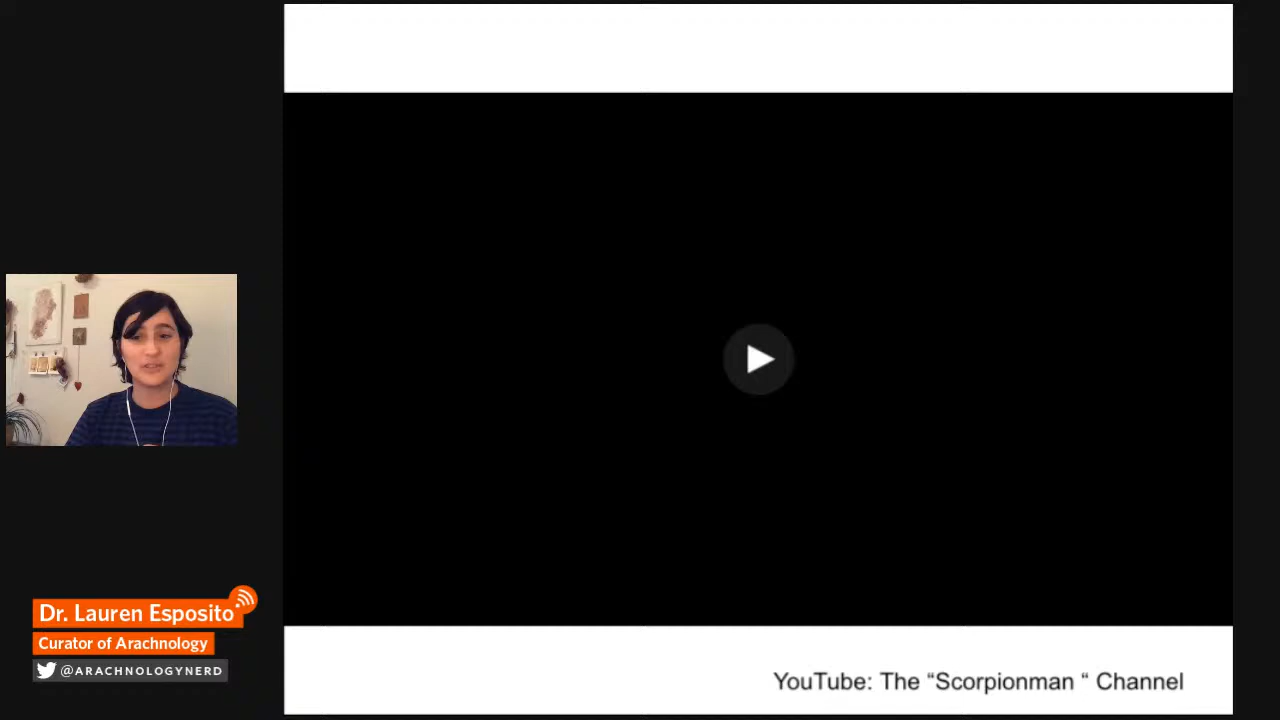 Dr. Lauren Esposito
Curator of Arachnology
@ARACHNOLOGYNERD
YouTube: The “Scorpionman “ Channel